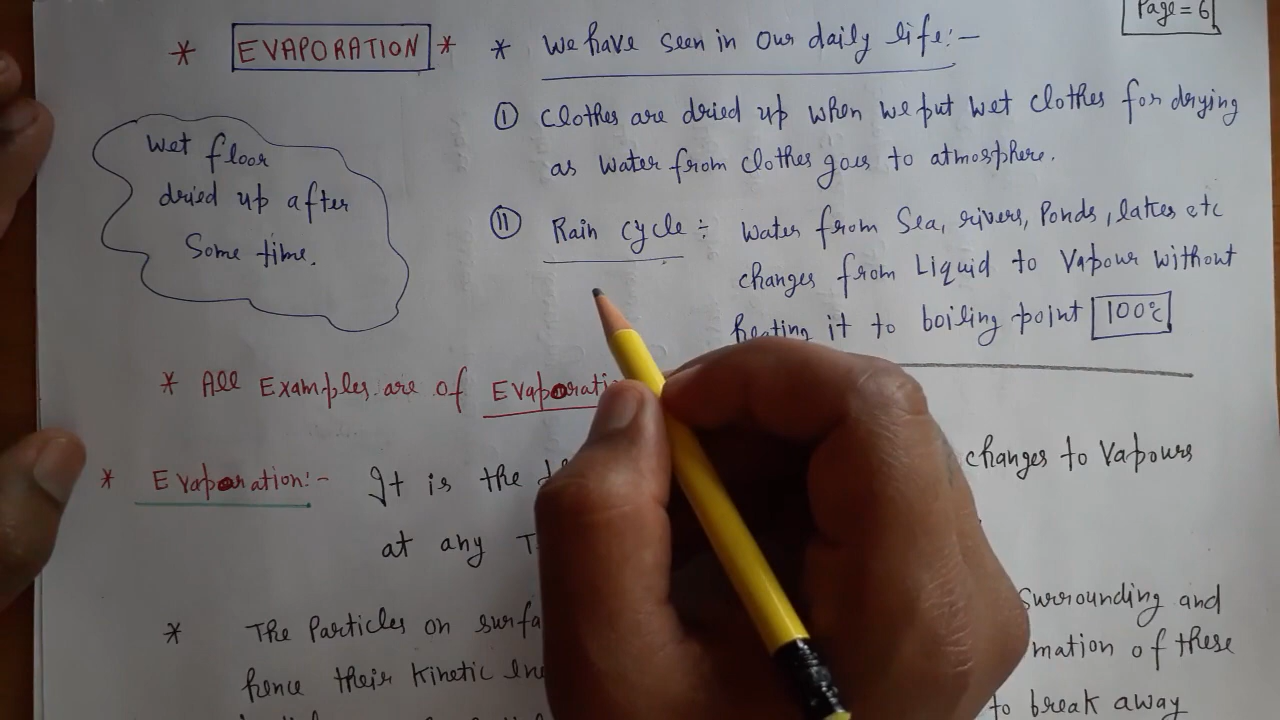 Page = 6
* EVAPORATION * * We have seen in our daily life:-
Wet floor
dried up after
Some time.
(I) Clothes are dried up when we put wet clothes for drying
as water from clothes goes to atmosphere.
(II) Rain cycle ÷ Water from Sea, rivers, Ponds, lakes etc
changes from Liquid to Vapour without
heating it to boiling point 100°C
* All Examples are of
* Evaporation:- It is the changes to Vapours
at any
* The Particles on surrounding and
hence their kinetic of these
to break away